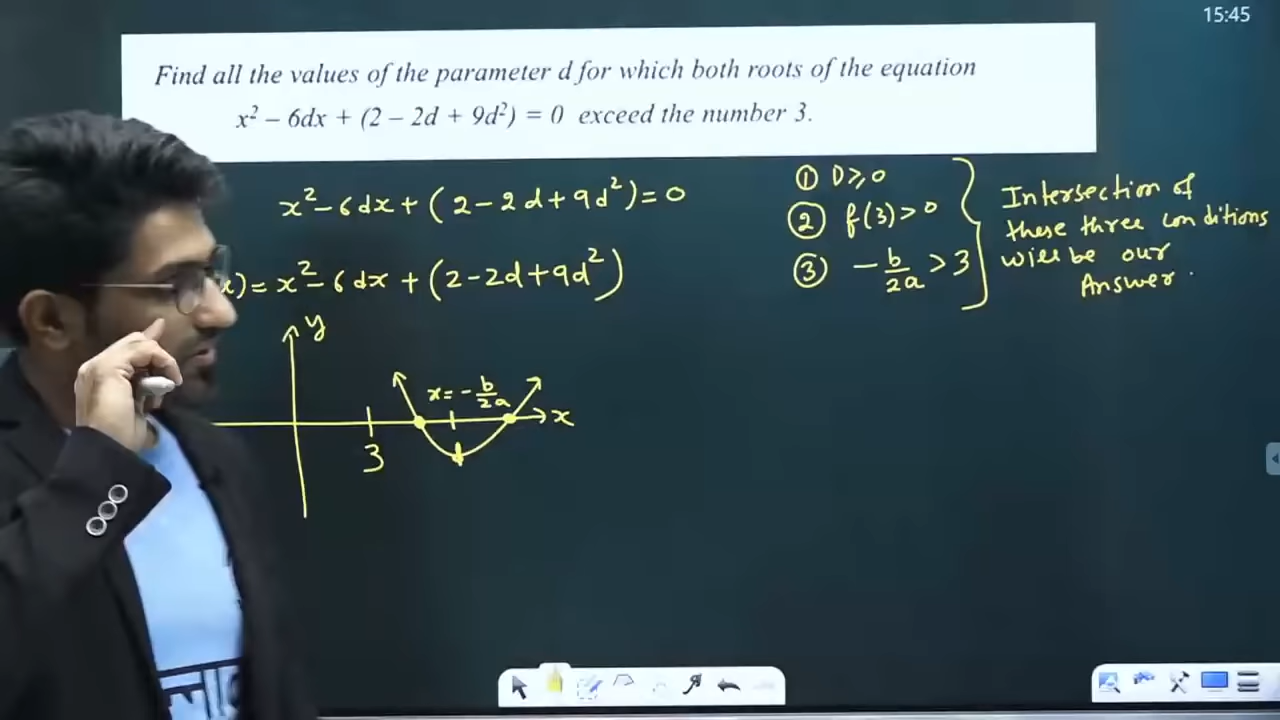 15:45
Find all the values of the parameter d for which both roots of the equation
x² – 6dx + (2 – 2d + 9d²) = 0 exceed the number 3.
x²-6dx+(2-2d+9d²)=0
x)= x²-6dx+(2-2d+9d²)
y
x=-b/2a
x
3
① D≥0
② f(3)>0
③ -b/2a >3
Intersection of
these three conditions
will be our
Answer.